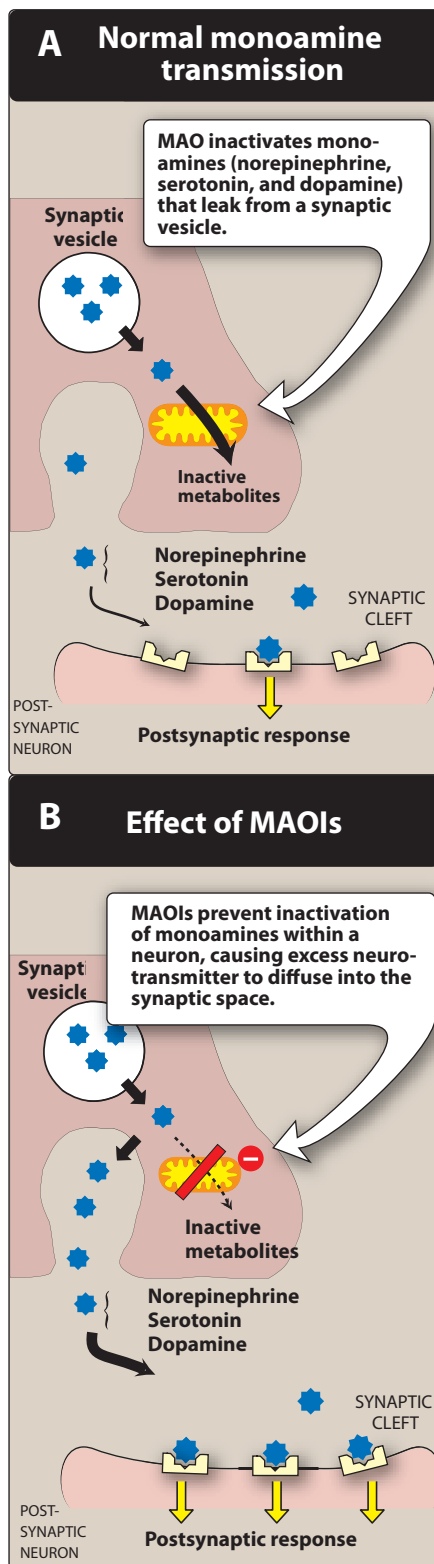 A Normal monoamine
transmission
MAO inactivates mono-
amines (norepinephrine,
serotonin, and dopamine)
that leak from a synaptic
vesicle.
Synaptic
vesicle
Inactive
metabolites
Norepinephrine
Serotonin
Dopamine
SYNAPTIC
CLEFT
POST-
SYNAPTIC
NEURON
Postsynaptic response
B Effect of MAOIs
MAOIs prevent inactivation
of monoamines within a
neuron, causing excess neuro-
transmitter to diffuse into the
synaptic space.
Synapti
vesicle
Inactive
metabolites
Norepinephrine
Serotonin
Dopamine
SYNAPTIC
CLEFT
POST-
SYNAPTIC
NEURON
Postsynaptic response